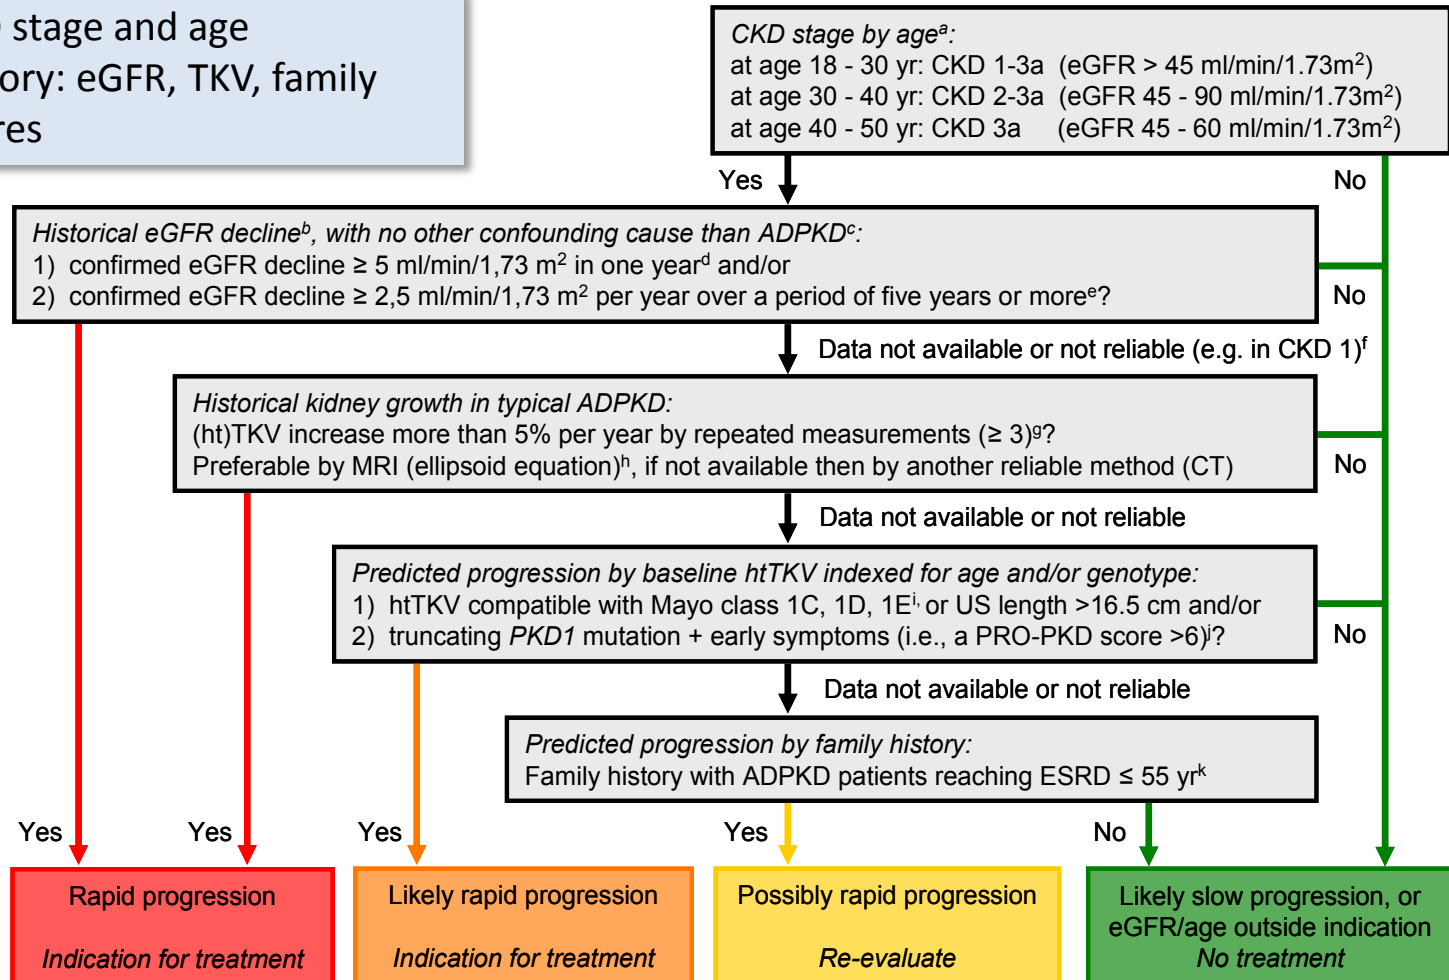 stage and age
ory: eGFR, TKV, family
res
CKD stage by ageᵃ:
at age 18 - 30 yr: CKD 1-3a (eGFR > 45 ml/min/1.73m²)
at age 30 - 40 yr: CKD 2-3a (eGFR 45 - 90 ml/min/1.73m²)
at age 40 - 50 yr: CKD 3a (eGFR 45 - 60 ml/min/1.73m²)
Yes
No
Historical eGFR declineᵇ, with no other confounding cause than ADPKDᶜ:
1) confirmed eGFR decline ≥ 5 ml/min/1,73 m² in one yearᵈ and/or
2) confirmed eGFR decline ≥ 2,5 ml/min/1,73 m² per year over a period of five years or moreᵉ?
No
Data not available or not reliable (e.g. in CKD 1)ᶠ
Historical kidney growth in typical ADPKD:
(ht)TKV increase more than 5% per year by repeated measurements (≥ 3)ᵍ?
Preferable by MRI (ellipsoid equation)ʰ, if not available then by another reliable method (CT)
No
Data not available or not reliable
Predicted progression by baseline htTKV indexed for age and/or genotype:
1) htTKV compatible with Mayo class 1C, 1D, 1Eⁱ, or US length >16.5 cm and/or
2) truncating PKD1 mutation + early symptoms (i.e., a PRO-PKD score >6)ʲ?
No
Data not available or not reliable
Predicted progression by family history:
Family history with ADPKD patients reaching ESRD ≤ 55 yrᵏ
Yes
Yes
Yes
Yes
No
Rapid progression
Indication for treatment
Likely rapid progression
Indication for treatment
Possibly rapid progression
Re-evaluate
Likely slow progression, or
eGFR/age outside indication
No treatment